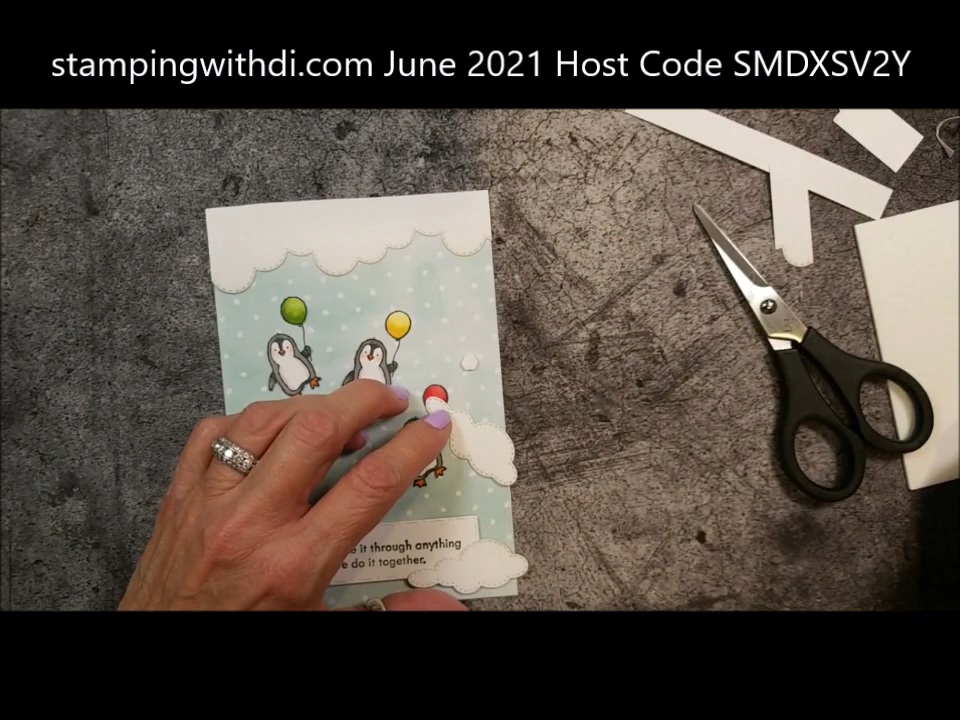 stampingwithdi.com June 2021 Host Code SMDXSV2Y
it through anything
do it together.